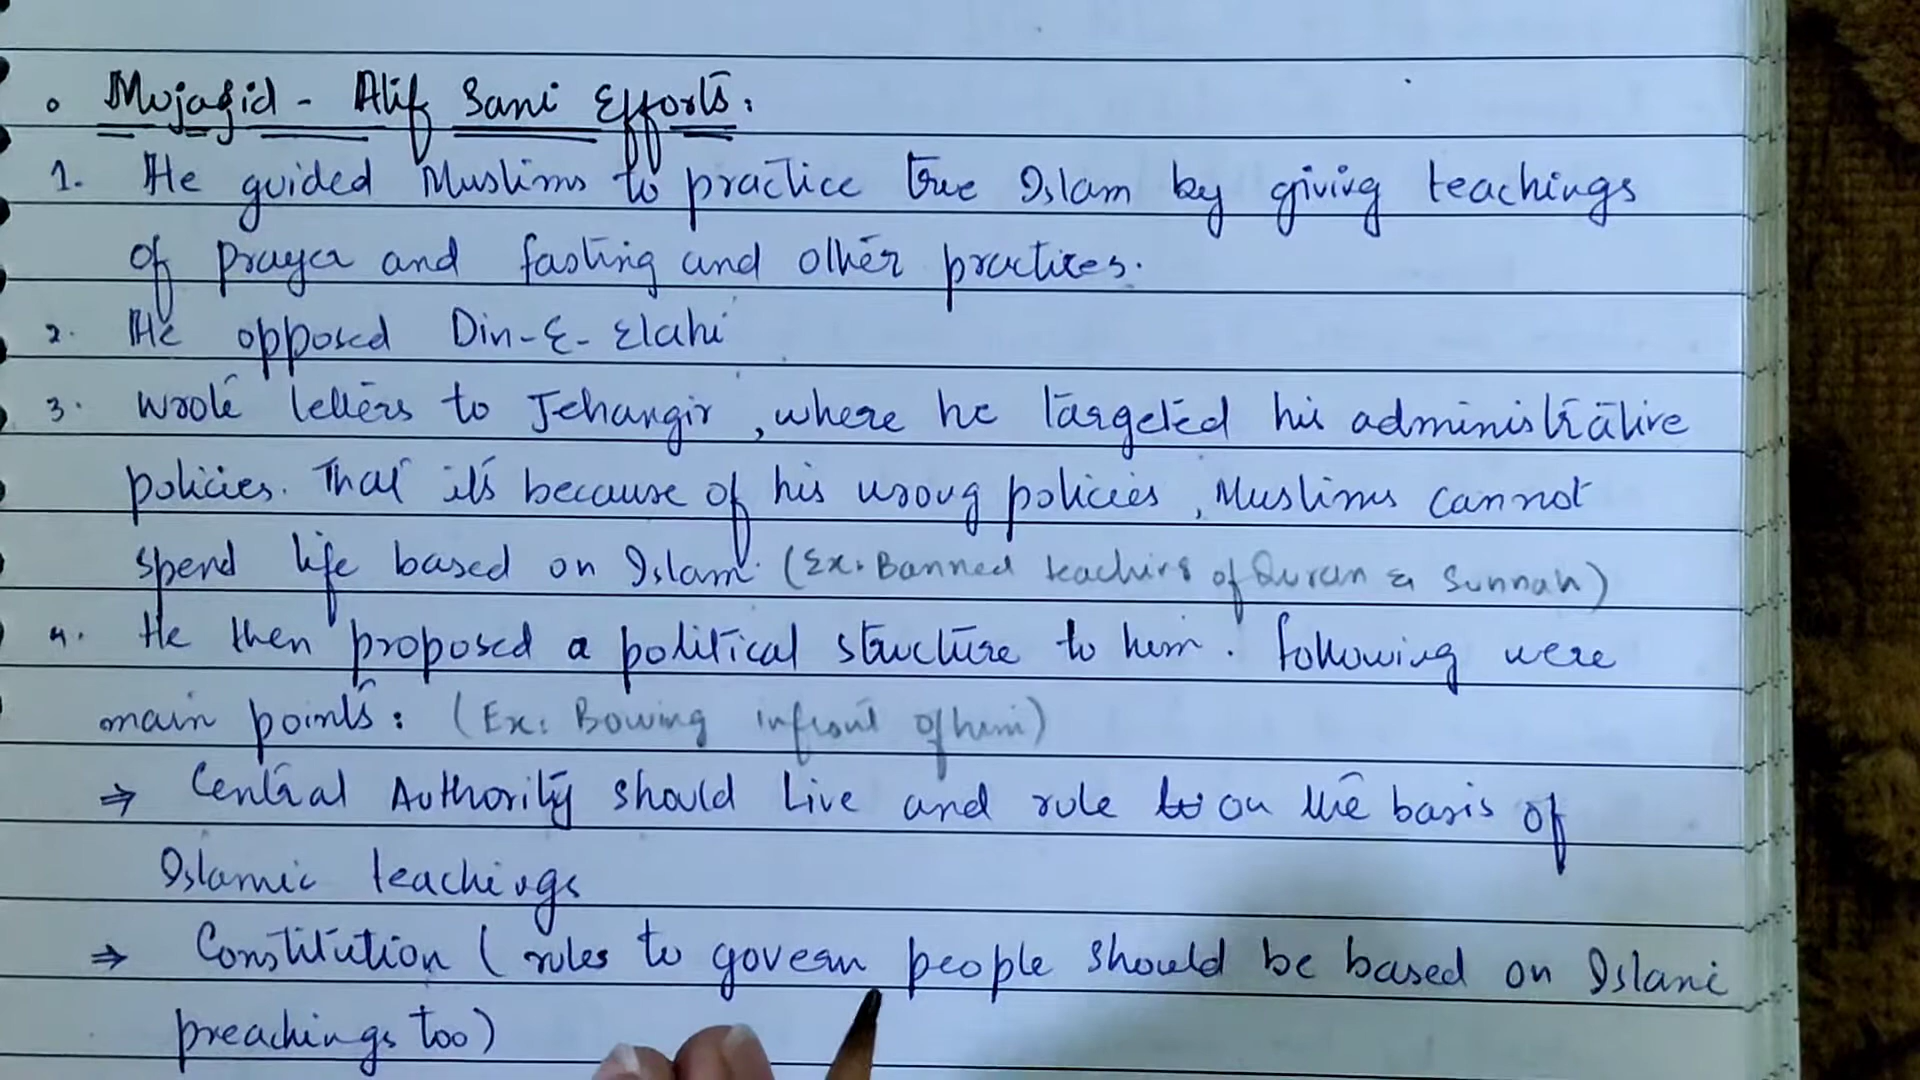 Mujajid - Alif Sani Efforts:
1. He guided Muslims to practice true Islam by giving teachings
of prayer and fasting and other practices.
2. He opposed Din-E-Elahi
3. Wrote letters to Jehangir, where he targeted his administrative
policies. That it's because of his wrong policies, Muslims cannot
spend life based on Islam. (Ex. Banned teachings of Quran & Sunnah)
4. He then proposed a political structure to him. Following were
main points: (Ex: Bowing infront of him)
⇒ Central Authority should live and rule on the basis of
Islamic teachings
⇒ Constitution (rules to govern people should be based on Islamic
preachings too)